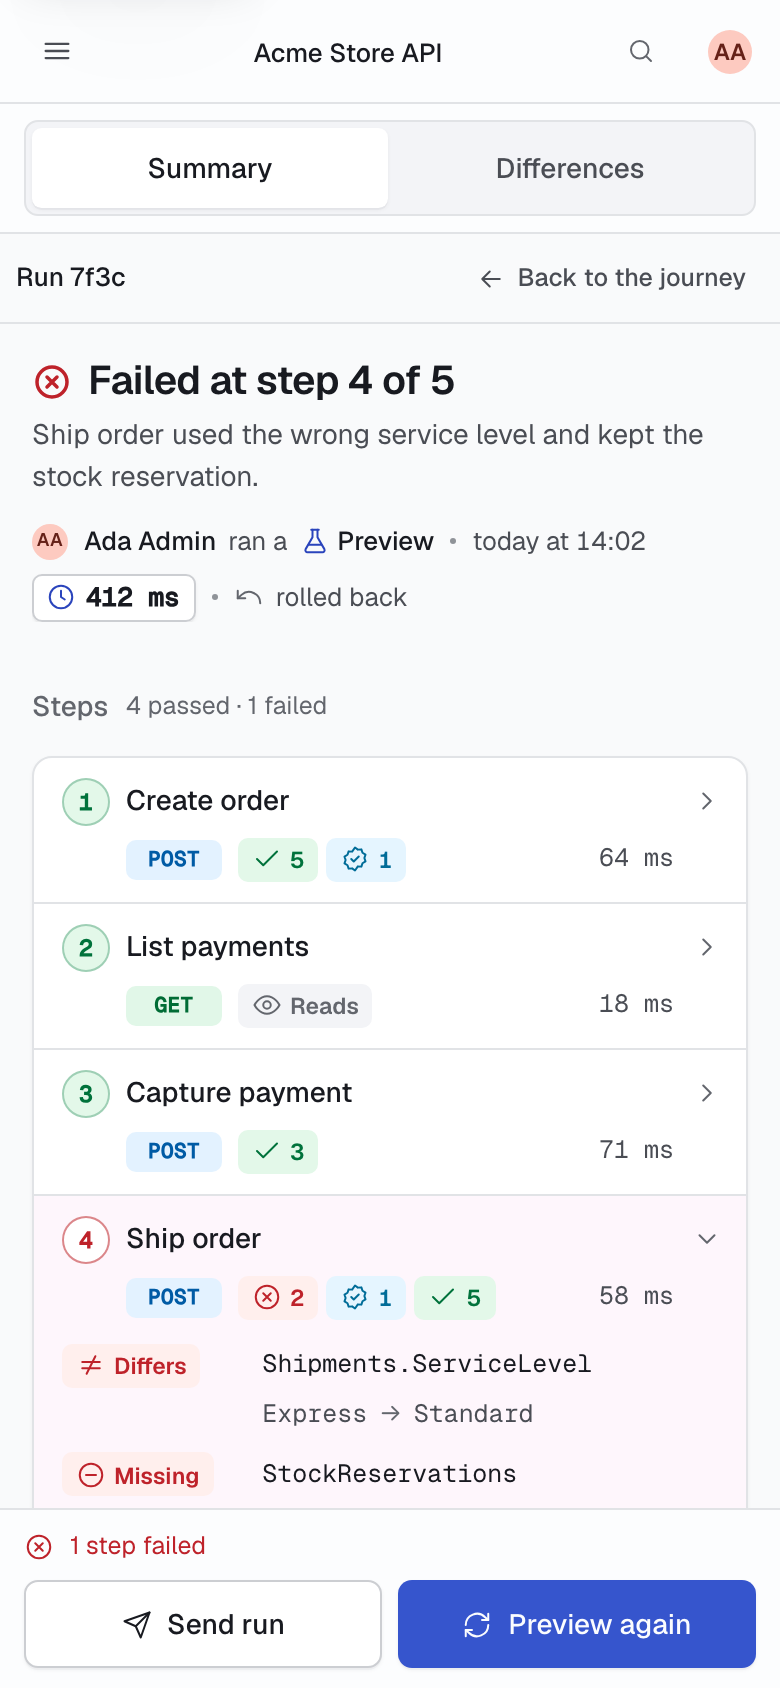 Acme Store API
AA
Summary
Differences
Run 7f3c
← Back to the journey
Failed at step 4 of 5
Ship order used the wrong service level and kept the
stock reservation.
AA Ada Admin ran a Preview • today at 14:02
412 ms • rolled back
Steps 4 passed · 1 failed
1 Create order
POST 5 1 64 ms
2 List payments
GET Reads 18 ms
3 Capture payment
POST 3 71 ms
4 Ship order
POST 2 1 5 58 ms
≠ Differs Shipments.ServiceLevel
Express → Standard
Missing StockReservations
1 step failed
Send run
Preview again